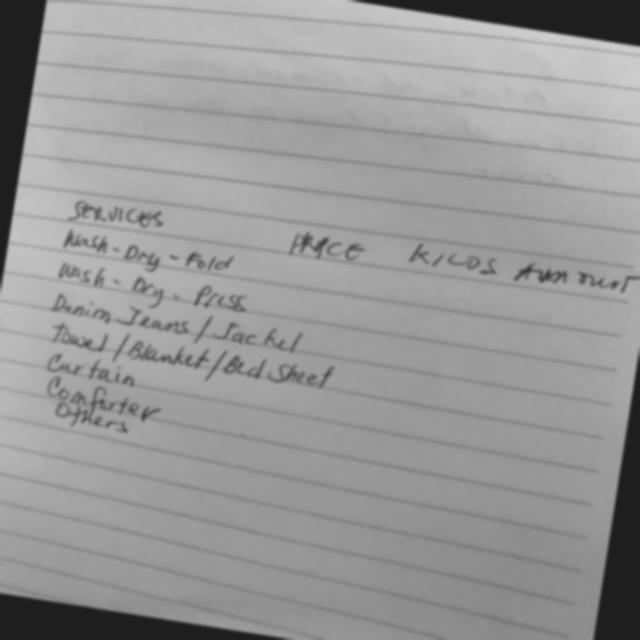 SERVICES PRICE KILOS AMOUNT
Wash-Dry-Fold
Wash-Dry-Press
Denim Jeans/Jacket
Towel/Blanket/Bed Sheet
Curtain
Comforter
Others